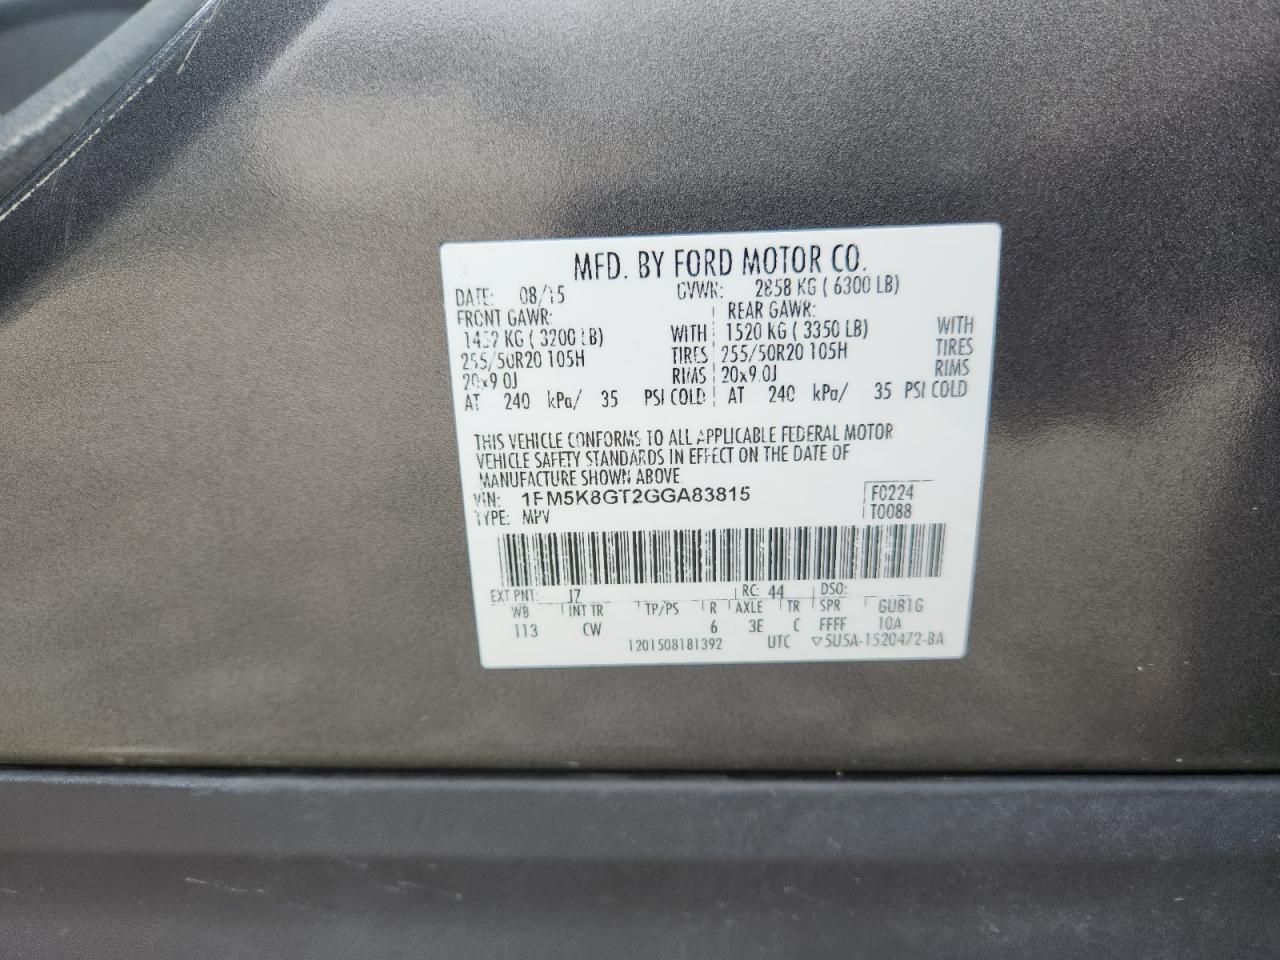 MFD. BY FORD MOTOR CO.
DATE: 08/15 GVWR: 2858 KG ( 6300 LB)
FRONT GAWR: REAR GAWR:
1452 KG ( 3200 LB) WITH 1520 KG ( 3350 LB) WITH
255/50R20 105H TIRES 255/50R20 105H TIRES
20x9.0J RIMS 20x9.0J RIMS
AT 240 kPa/ 35 PSI COLD AT 240 kPa/ 35 PSI COLD
THIS VEHICLE CONFORMS TO ALL APPLICABLE FEDERAL MOTOR
VEHICLE SAFETY STANDARDS IN EFFECT ON THE DATE OF
MANUFACTURE SHOWN ABOVE.
VIN: 1FM5K8GT2GGA83815 F0224
TYPE: MPV T0088
EXT PNT: J7 RC: 44 DSO:
WB INT TR TP/PS R AXLE TR SPR GUB1G
113 CW 6 3E C FFFF 10A
1201508181392 UTC ▽5U5A-1520472-BA